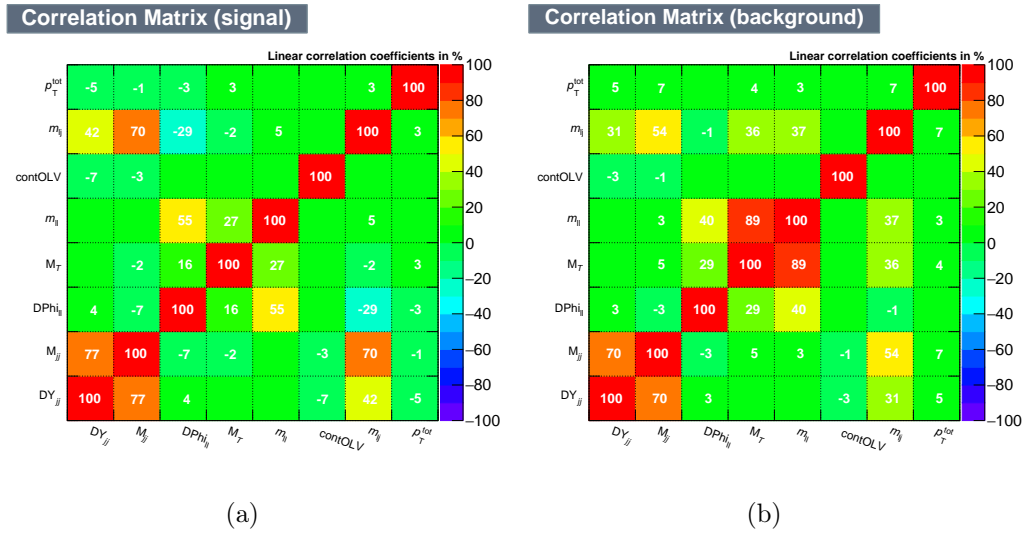 Correlation Matrix (signal)
Linear correlation coefficients in %
p_T^tot -5 -1 -3 3 3 100
m_lj 42 70 -29 -2 5 100 3
contOLV -7 -3 100
m_ll 55 27 100 5
M_T -2 16 100 27 -2 3
DPhi_ll 4 -7 100 16 55 -29 -3
M_jj 77 100 -7 -2 -3 70 -1
DY_jj 100 77 4 -7 42 -5
DY_jj M_jj DPhi_ll M_T m_ll contOLV m_lj p_T^tot
100
80
60
40
20
0
−20
−40
−60
−80
−100
(a)
Correlation Matrix (background)
Linear correlation coefficients in %
p_T^tot 5 7 4 3 7 100
m_lj 31 54 -1 36 37 100 7
contOLV -3 -1 100
m_ll 3 40 89 100 37 3
M_T 5 29 100 89 36 4
DPhi_ll 3 -3 100 29 40 -1
M_jj 70 100 -3 5 3 -1 54 7
DY_jj 100 70 3 -3 31 5
DY_jj M_jj DPhi_ll M_T m_ll contOLV m_lj p_T^tot
100
80
60
40
20
0
−20
−40
−60
−80
−100
(b)